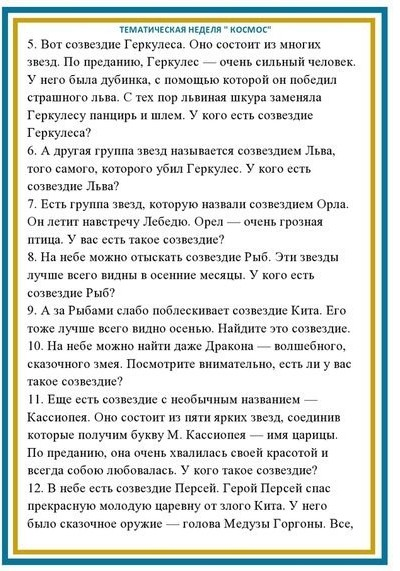 ТЕМАТИЧЕСКАЯ НЕДЕЛЯ " КОСМОС"
5. Вот созвездие Геркулеса. Оно состоит из многих
звезд. По преданию, Геркулес — очень сильный человек.
У него была дубинка, с помощью которой он победил
страшного льва. С тех пор львиная шкура заменяла
Геркулесу панцирь и шлем. У кого есть созвездие
Геркулеса?
6. А другая группа звезд называется созвездием Льва,
того самого, которого убил Геркулес. У кого есть
созвездие Льва?
7. Есть группа звезд, которую назвали созвездием Орла.
Он летит навстречу Лебедю. Орел — очень грозная
птица. У вас есть такое созвездие?
8. На небе можно отыскать созвездие Рыб. Эти звезды
лучше всего видны в осенние месяцы. У кого есть
созвездие Рыб?
9. А за Рыбами слабо поблескивает созвездие Кита. Его
тоже лучше всего видно осенью. Найдите это созвездие.
10. На небе можно найти даже Дракона — волшебного,
сказочного змея. Посмотрите внимательно, есть ли у вас
такое созвездие?
11. Еще есть созвездие с необычным названием —
Кассиопея. Оно состоит из пяти ярких звезд, соединив
которые получим букву М. Кассиопея — имя царицы.
По преданию, она очень хвалилась своей красотой и
всегда собою любовалась. У кого такое созвездие?
12. В небе есть созвездие Персей. Герой Персей спас
прекрасную молодую царевну от злого Кита. У него
было сказочное оружие — голова Медузы Горгоны. Все,